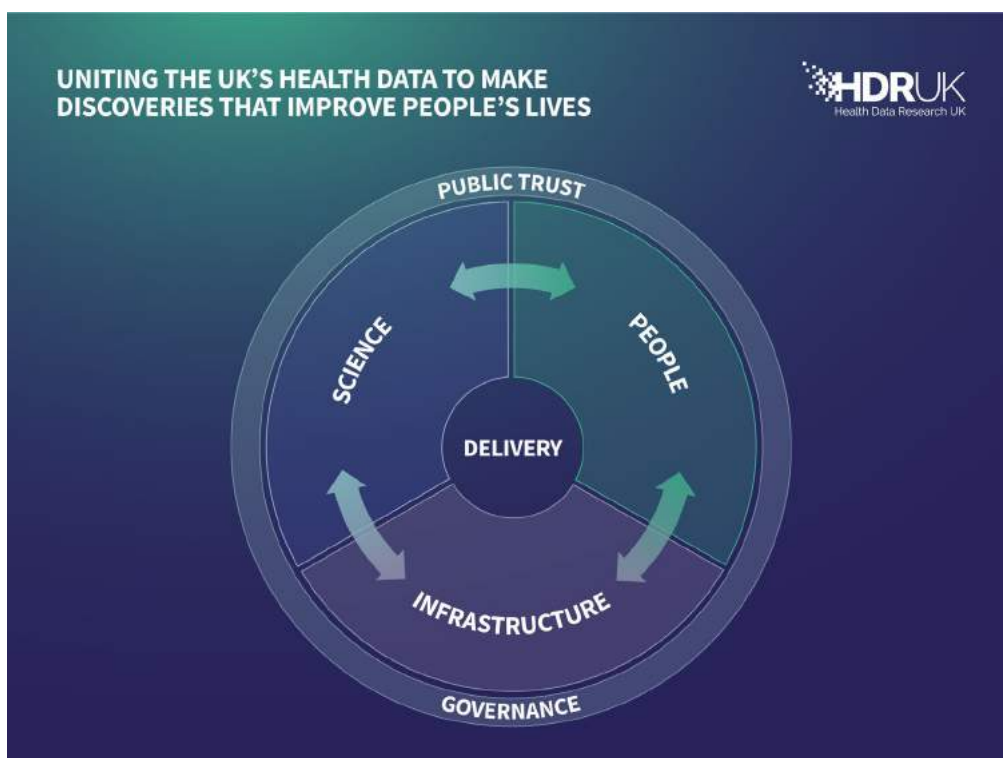 UNITING THE UK'S HEALTH DATA TO MAKE
DISCOVERIES THAT IMPROVE PEOPLE'S LIVES
HDRUK
Health Data Research UK
PUBLIC TRUST
SCIENCE
PEOPLE
DELIVERY
INFRASTRUCTURE
GOVERNANCE